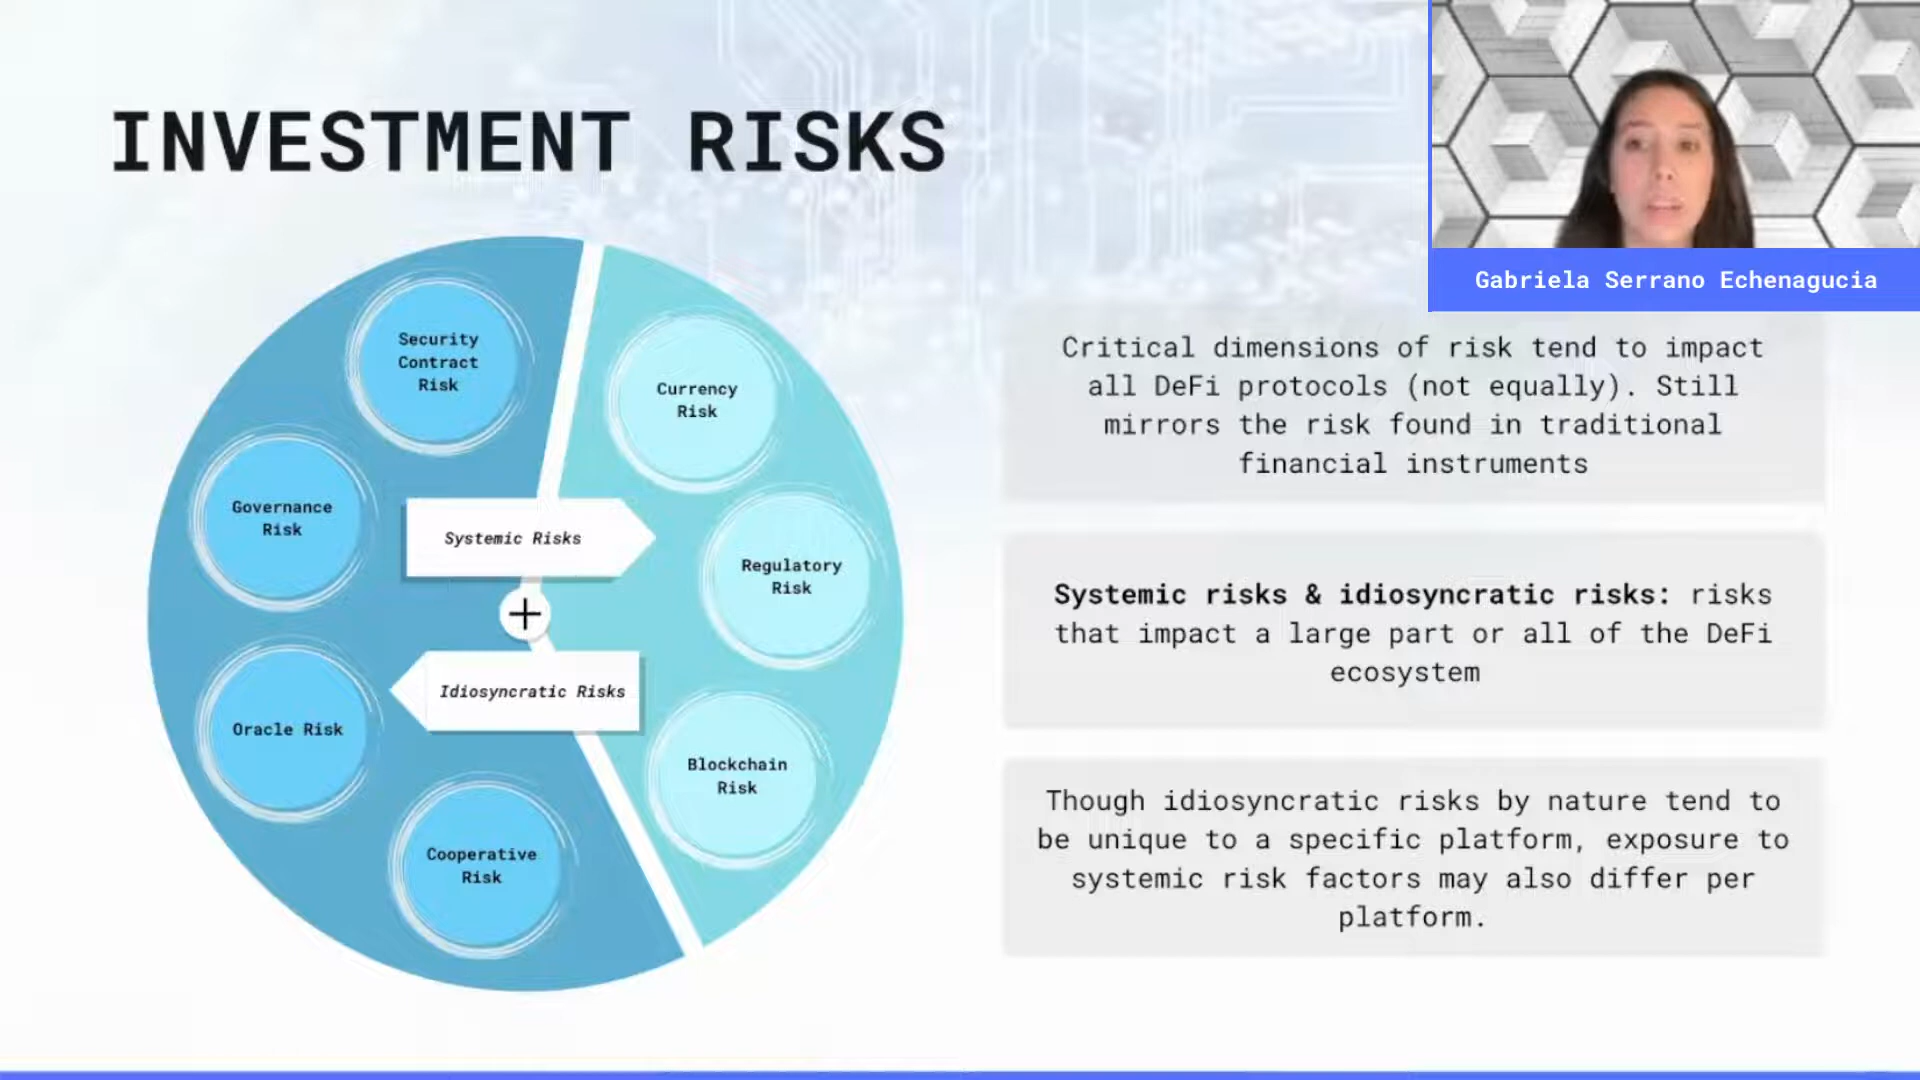 INVESTMENT RISKS
Gabriela Serrano Echenagucia
Security
Contract
Risk
Currency
Risk
Governance
Risk
Systemic Risks
Regulatory
Risk
Idiosyncratic Risks
Oracle Risk
Blockchain
Risk
Cooperative
Risk
Critical dimensions of risk tend to impact
all DeFi protocols (not equally). Still
mirrors the risk found in traditional
financial instruments
Systemic risks & idiosyncratic risks: risks
that impact a large part or all of the DeFi
ecosystem
Though idiosyncratic risks by nature tend to
be unique to a specific platform, exposure to
systemic risk factors may also differ per
platform.